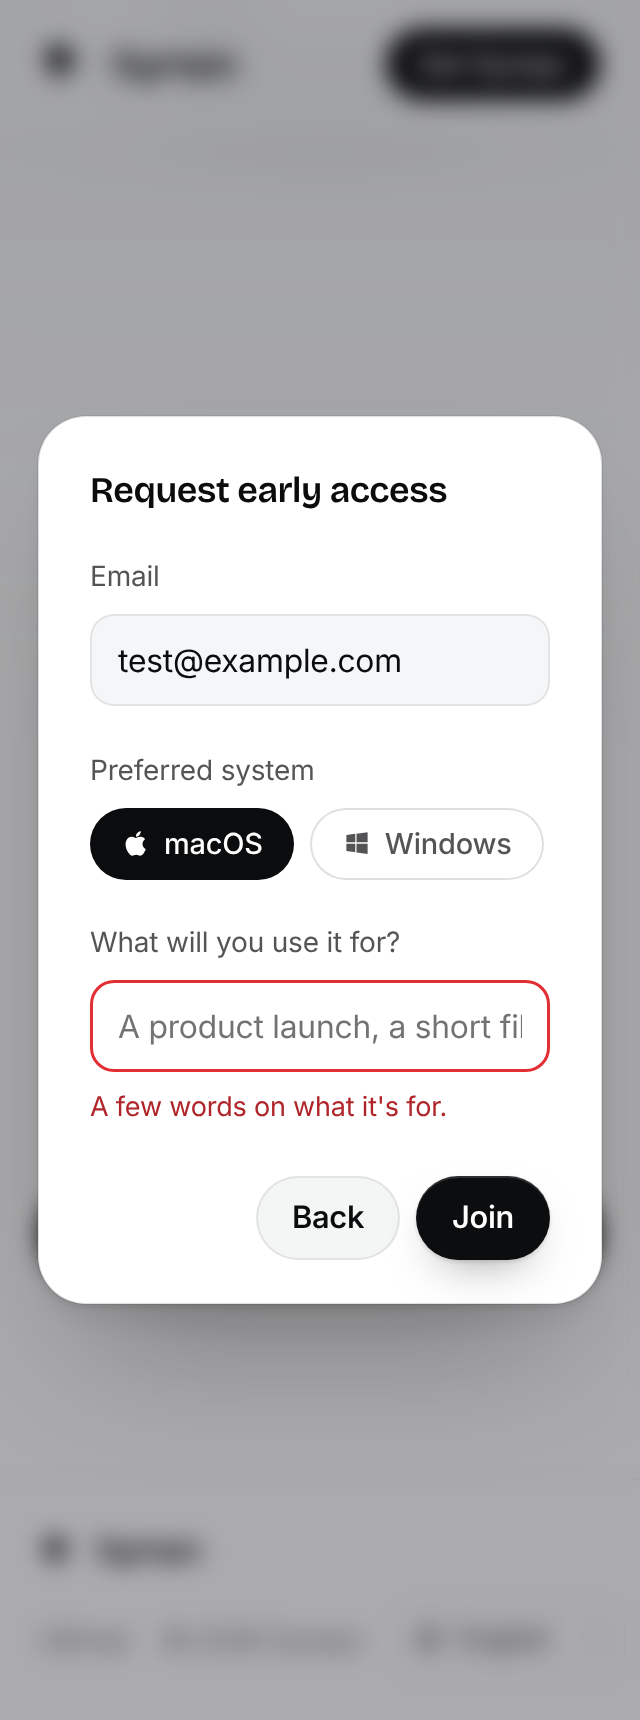 Request early access
Email
test@example.com
Preferred system
macOS
Windows
What will you use it for?
A product launch, a short
A few words on what it's for.
Back
Join